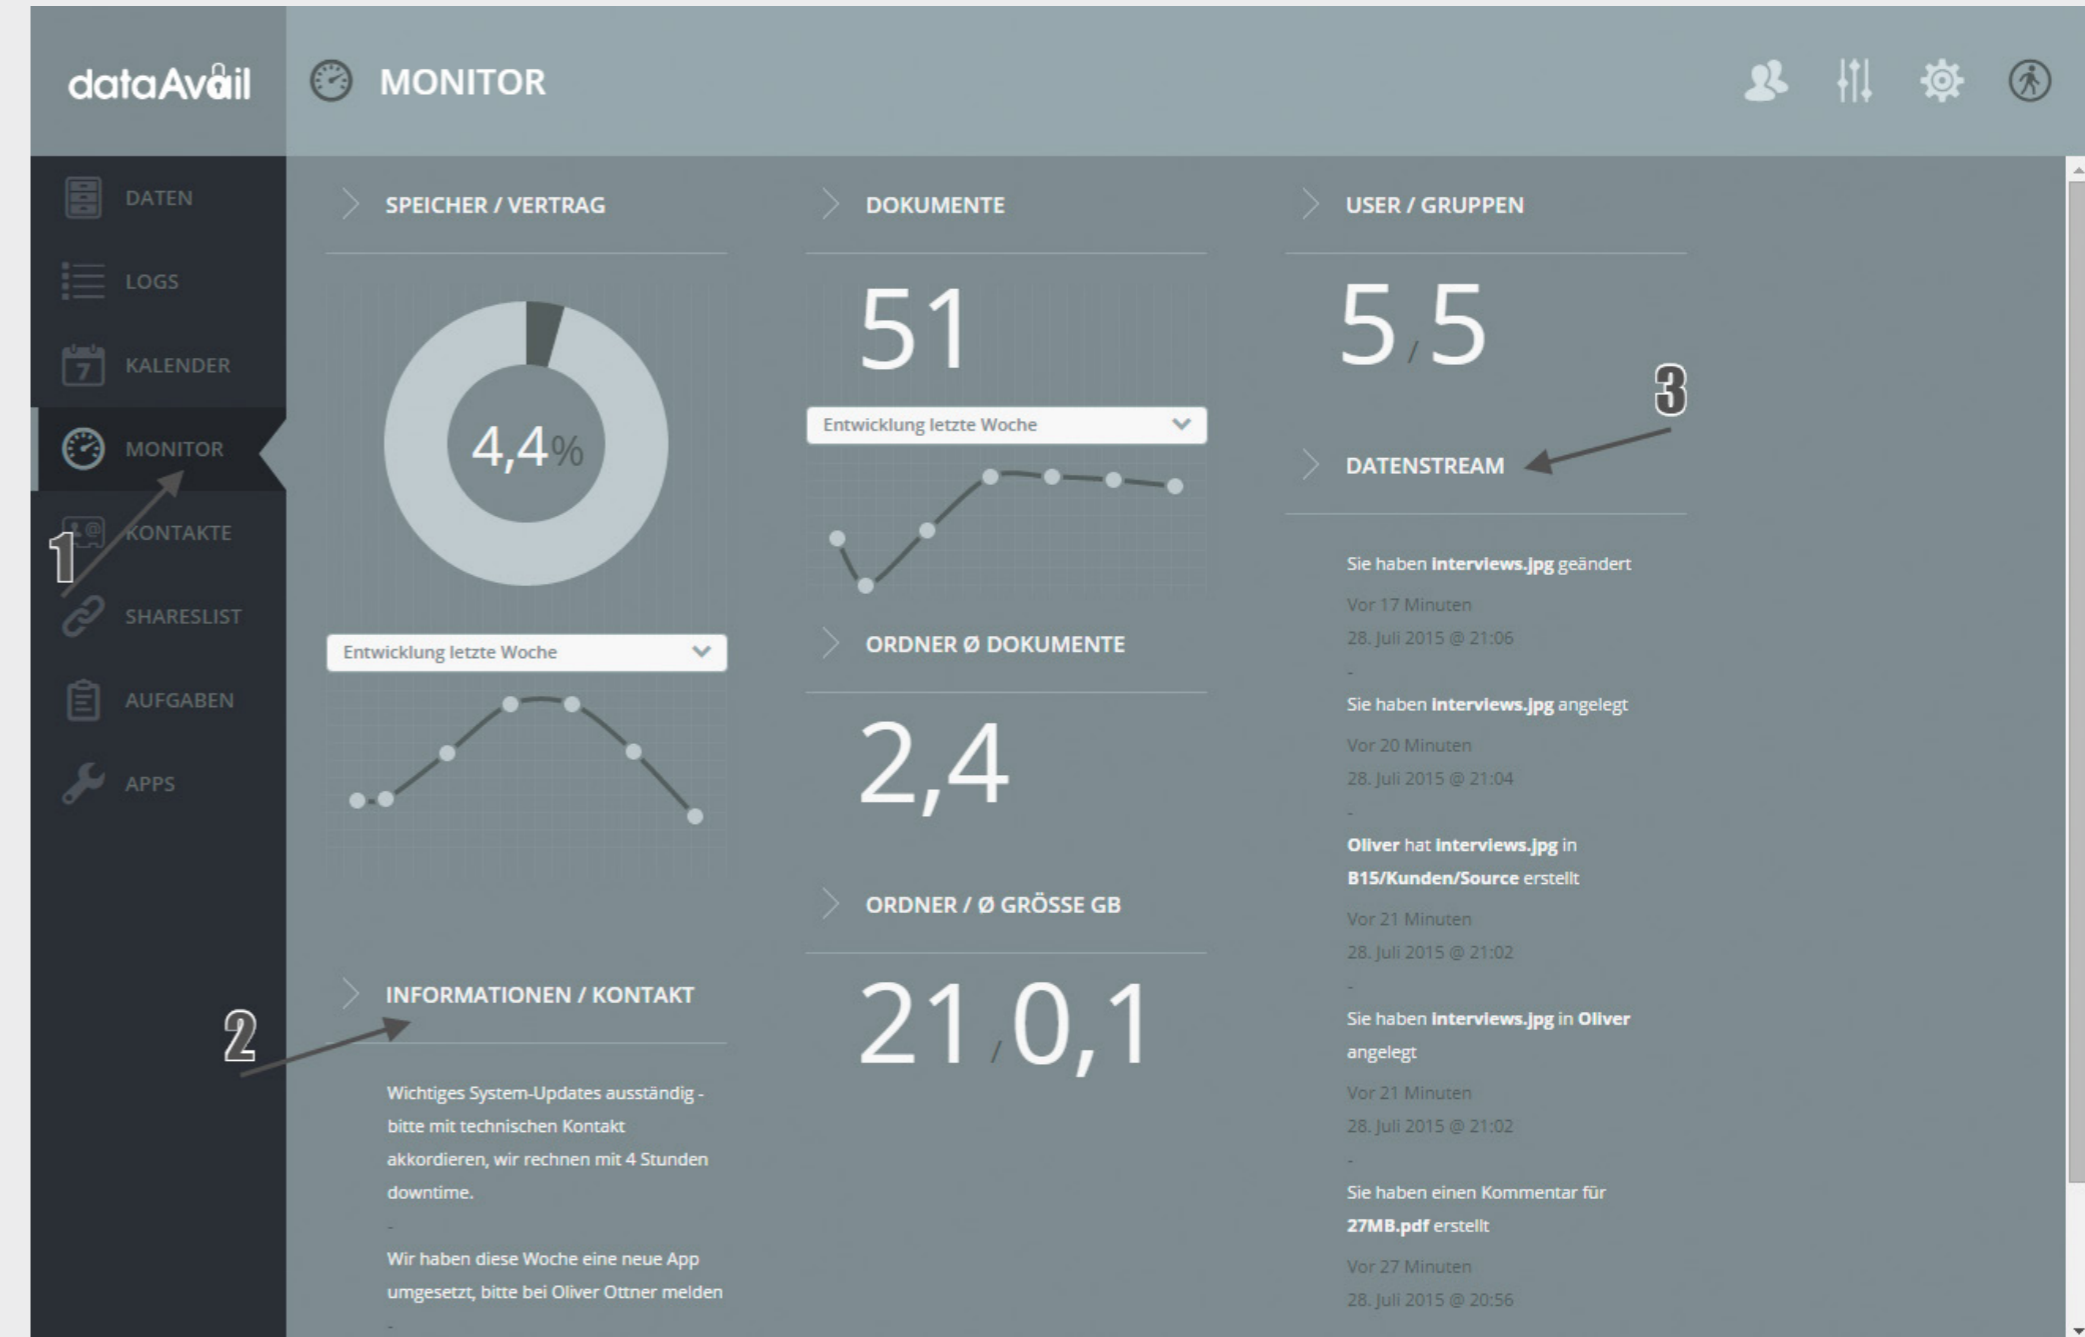 dataAvail
MONITOR
DATEN
LOGS
7
KALENDER
MONITOR
@
KONTAKTE
SHARESLIST
AUFGABEN
APPS
1
2
SPEICHER / VERTRAG
4,4%
Entwicklung letzte Woche
INFORMATIONEN / KONTAKT
Wichtiges System-Updates ausständig -
bitte mit technischen Kontakt
akkordieren, wir rechnen mit 4 Stunden
downtime.
-
Wir haben diese Woche eine neue App
umgesetzt, bitte bei Oliver Ottner melden
-
DOKUMENTE
51
Entwicklung letzte Woche
ORDNER Ø DOKUMENTE
2,4
ORDNER / Ø GRÖSSE GB
21 / 0,1
USER / GRUPPEN
5 / 5
3
DATENSTREAM
Sie haben interviews.jpg geändert
Vor 17 Minuten
28. Juli 2015 @ 21:06
-
Sie haben interviews.jpg angelegt
Vor 20 Minuten
28. Juli 2015 @ 21:04
-
Oliver hat interviews.jpg in
B15/Kunden/Source erstellt
Vor 21 Minuten
28. Juli 2015 @ 21:02
-
Sie haben interviews.jpg in Oliver
angelegt
Vor 21 Minuten
28. Juli 2015 @ 21:02
-
Sie haben einen Kommentar für
27MB.pdf erstellt
Vor 27 Minuten
28. Juli 2015 @ 20:56